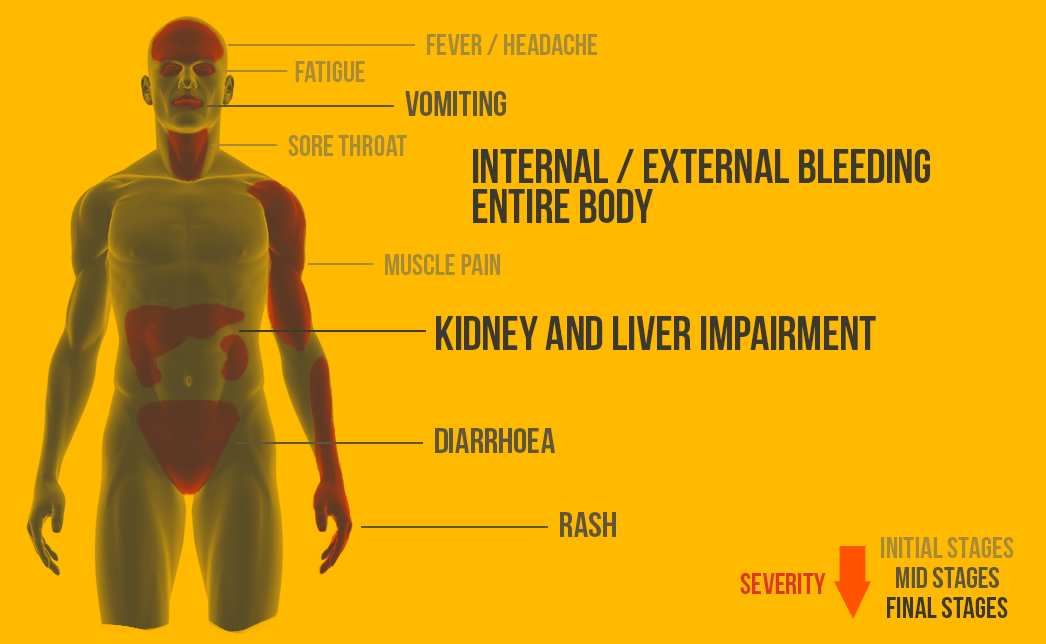 FEVER / HEADACHE
FATIGUE
VOMITING
SORE THROAT
INTERNAL / EXTERNAL BLEEDING
ENTIRE BODY
MUSCLE PAIN
KIDNEY AND LIVER IMPAIRMENT
DIARRHOEA
RASH
SEVERITY
INITIAL STAGES
MID STAGES
FINAL STAGES